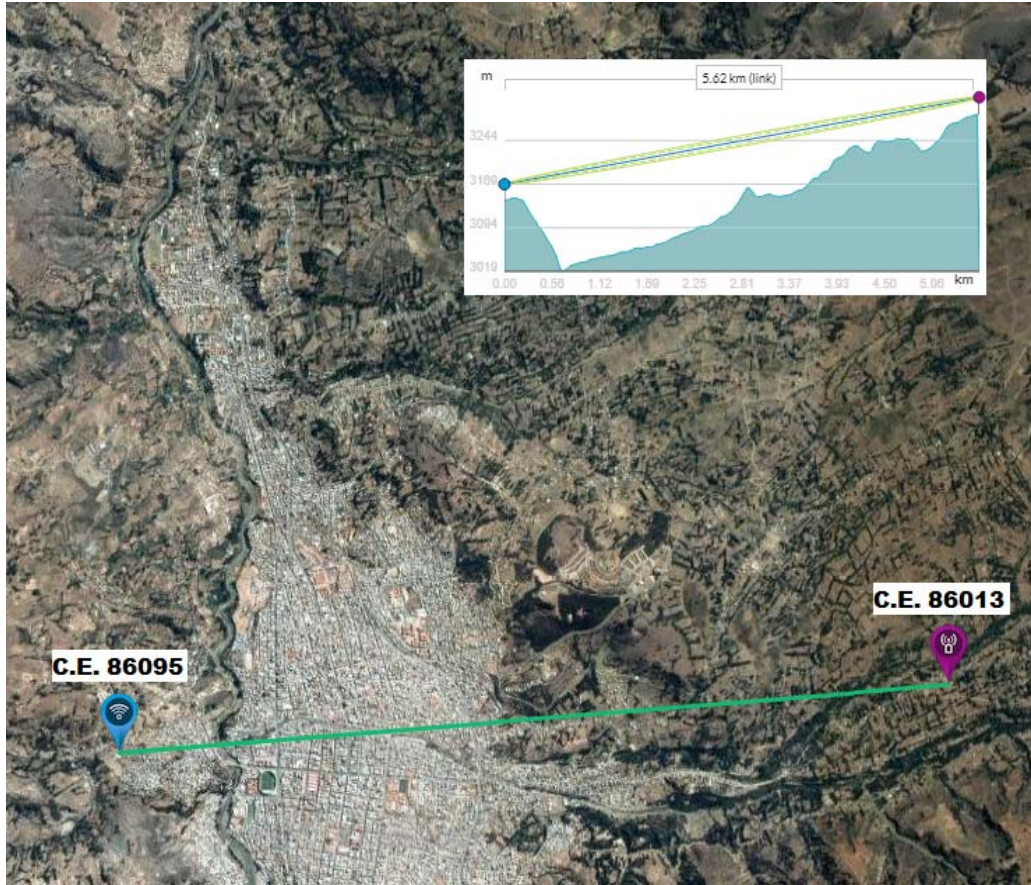 m
5.62 km (link)
3244
3169
3094
3019
0.00 0.56 1.12 1.69 2.25 2.81 3.37 3.93 4.50 5.06 km
C.E. 86013
C.E. 86095